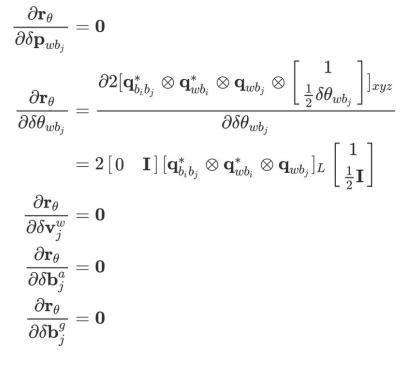 \frac{\partial \mathbf{r}_\theta}{\partial \delta \mathbf{p}_{wb_j}} = \mathbf{0}
\frac{\partial \mathbf{r}_\theta}{\partial \delta \theta_{wb_j}} = \frac{\partial 2[\mathbf{q}^*_{b_i b_j} \otimes \mathbf{q}^*_{wb_i} \otimes \mathbf{q}_{wb_j} \otimes \begin{bmatrix} 1 \\ \frac{1}{2} \delta \theta_{wb_j} \end{bmatrix}]_{xyz}}{\partial \delta \theta_{wb_j}}
= 2 \begin{bmatrix} 0 & \mathbf{I} \end{bmatrix} [\mathbf{q}^*_{b_i b_j} \otimes \mathbf{q}^*_{wb_i} \otimes \mathbf{q}_{wb_j}]_L \begin{bmatrix} 1 \\ \frac{1}{2} \mathbf{I} \end{bmatrix}
\frac{\partial \mathbf{r}_\theta}{\partial \delta \mathbf{v}^w_j} = \mathbf{0}
\frac{\partial \mathbf{r}_\theta}{\partial \delta \mathbf{b}^a_j} = \mathbf{0}
\frac{\partial \mathbf{r}_\theta}{\partial \delta \mathbf{b}^g_j} = \mathbf{0}